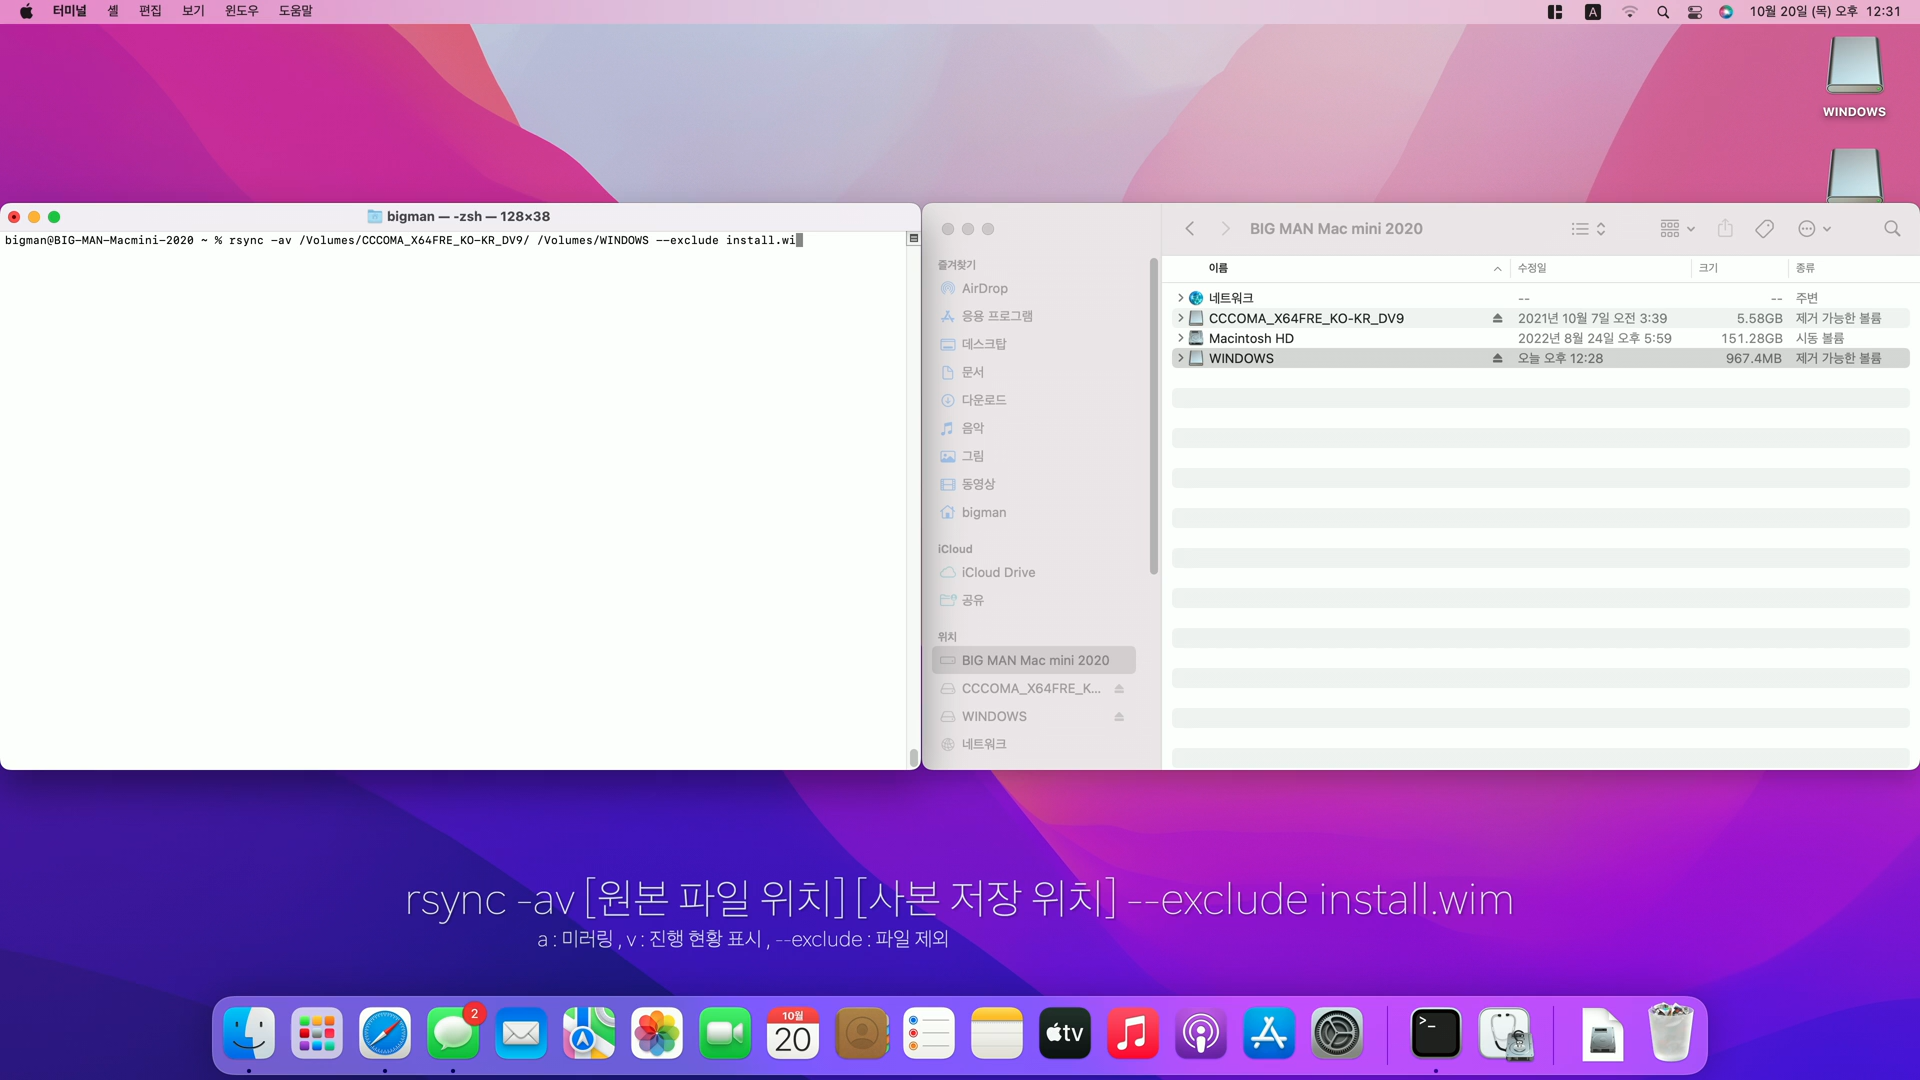 터미널 셸 편집 보기 윈도우 도움말 A 10월 20일 (목) 오후 12:31
WINDOWS
bigman — -zsh — 128×38
bigman@BIG-MAN-Macmini-2020 ~ % rsync -av /Volumes/CCCOMA_X64FRE_KO-KR_DV9/ /Volumes/WINDOWS --exclude install.wi
BIG MAN Mac mini 2020
즐겨찾기
AirDrop
응용 프로그램
데스크탑
문서
다운로드
음악
그림
동영상
bigman
iCloud
iCloud Drive
공유
위치
BIG MAN Mac mini 2020
CCCOMA_X64FRE_K...
WINDOWS
네트워크
이름 수정일 크기 종류
네트워크 -- -- 주변
CCCOMA_X64FRE_KO-KR_DV9 2021년 10월 7일 오전 3:39 5.58GB 제거 가능한 볼륨
Macintosh HD 2022년 8월 24일 오후 5:59 151.28GB 시동 볼륨
WINDOWS 오늘 오후 12:28 967.4MB 제거 가능한 볼륨
rsync -av [원본 파일 위치] [사본 저장 위치] --exclude install.wim
a : 미러링 , v : 진행 현황 표시 , --exclude : 파일 제외
2
10월
20
tv
>_